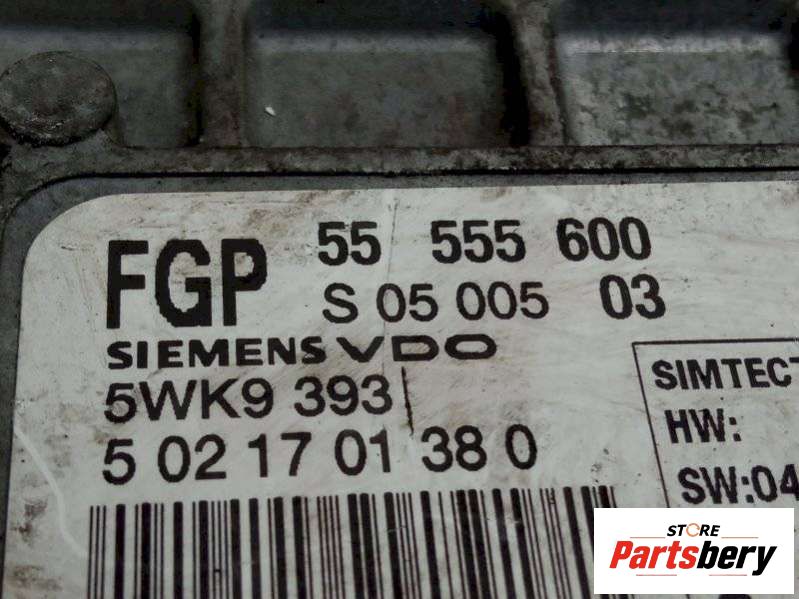 FGP 55 555 600
S 05 005 03
SIEMENS VDO
5WK9 393
5 02 17 01 38 0
SIMTEC
HW:
SW:04
STORE
Partsbery